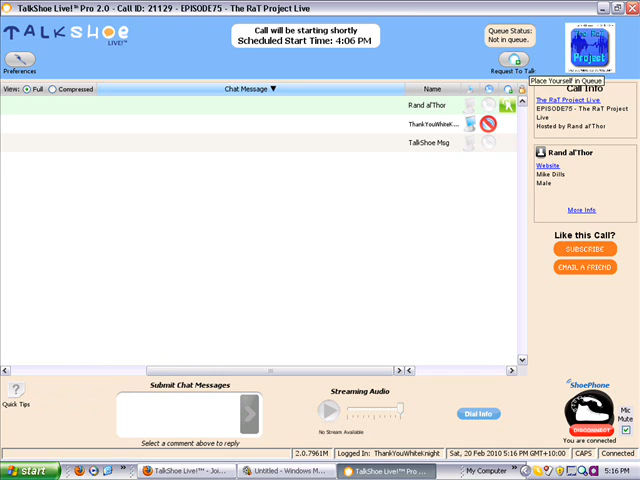 TalkShoe Live!™ Pro 2.0 - Call ID: 21129 - EPISODE75 - The RaT Project Live
TALKSHOE
LIVE!™
Call will be starting shortly
Scheduled Start Time: 4:06 PM
Queue Status:
Not in queue.
The RaT
Project
Preferences
Request To Talk
Place Yourself in Queue
View: Full Compressed
Chat Message ▼
Name
Call Info
The RaT Project Live
EPISODE75 - The RaT Project
Live
Hosted by Rand al'Thor
Rand al'Thor
ThankYouWhiteK...
TalkShoe Msg
Rand al'Thor
Website
Mike Dills
Male
More Info
Like this Call?
SUBSCRIBE
EMAIL A FRIEND
?
Quick Tips
Submit Chat Messages
Select a comment above to reply
Streaming Audio
No Stream Available
Dial Info
ShoePhone
DISCONNECT
You are connected
Mic
Mute
2.0.7961M
Logged In: ThankYouWhiteKnight
Sat, 20 Feb 2010 5:16 PM GMT+10:00
CAPS
Connected
start
TalkShoe Live!™ - Joi...
Untitled - Windows M...
TalkShoe Live!™ Pro ...
My Computer
5:16 PM